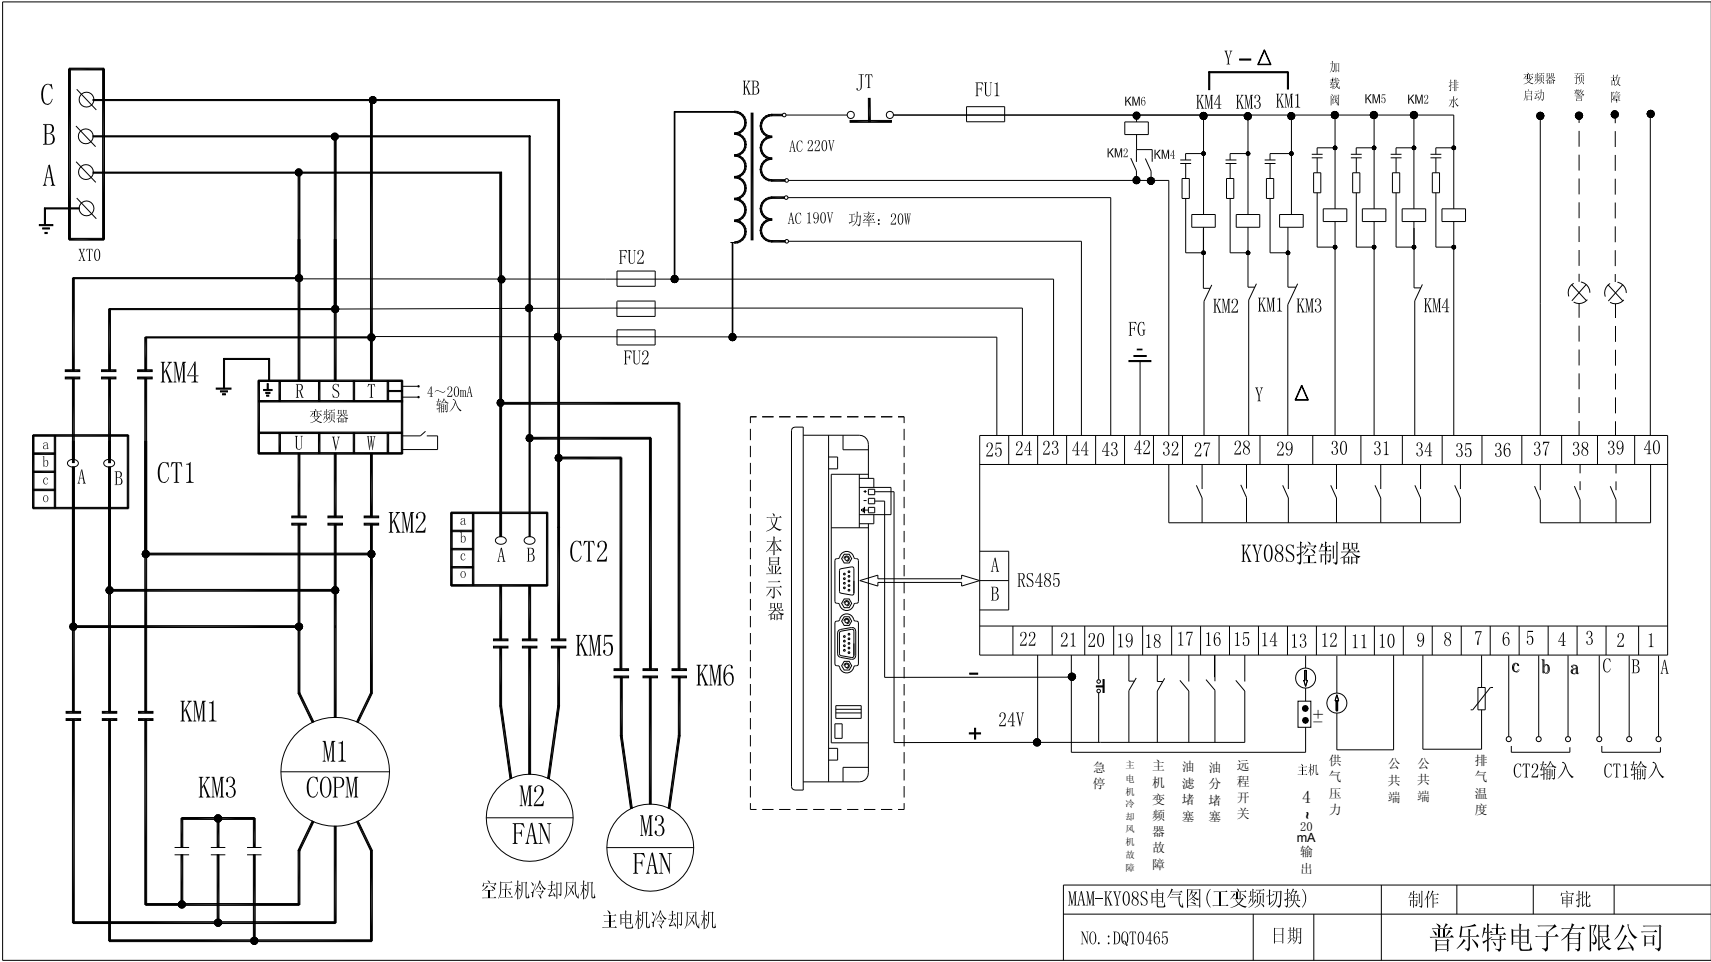 C
B
A
XT0
KM4
R S T
变频器
U V W
4～20mA
输入
a
b
c
o
A B
CT1
KM2
KM1
KM3
M1
COPM
a
b
c
o
A B
CT2
KM5
KM6
M2
FAN
空压机冷却风机
M3
FAN
主电机冷却风机
FU2
FU2
KB
AC 220V
AC 190V 功率: 20W
JT
FU1
KM6
KM2 KM4
Y — Δ
KM4 KM3 KM1
加载阀
KM5
KM2
排水
变频器
启动
预警
故障
KM2 KM1 KM3 KM4
Y Δ
FG
25 24 23 44 43 42 32 27 28 29 30 31 34 35 36 37 38 39 40
KY08S控制器
A
B
RS485
文本显示器
22 21 20 19 18 17 16 15 14 13 12 11 10 9 8 7 6 5 4 3 2 1
c b a C B A
-
24V
+
+
-
急停
主电机冷却风机故障
主机变频器故障
油滤堵塞
油分堵塞
远程开关
主机
4
~
20
mA
输出
供气压力
公共端
公共端
排气温度
CT2输入
CT1输入
MAM-KY08S电气图(工变频切换) 制作 审批
NO.:DQT0465 日期 普乐特电子有限公司